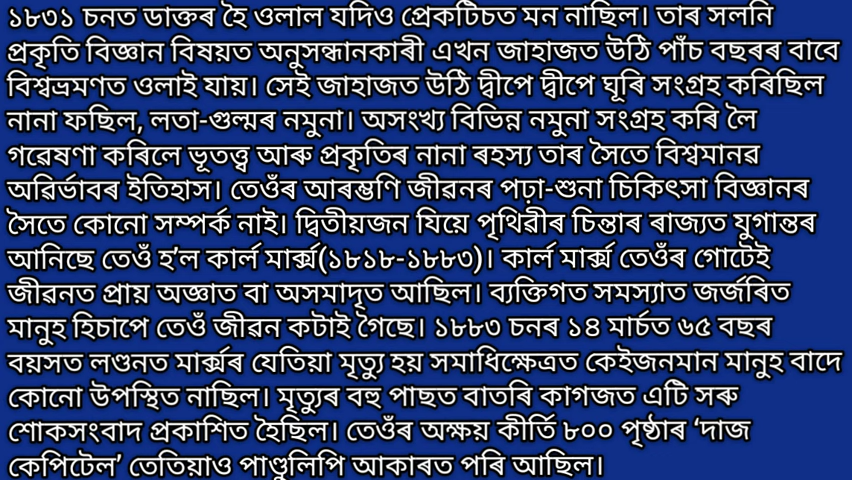 ১৮৩১ চনত ডাক্তৰ হৈ ওলাল যদিও প্ৰেকটিচত মন নাছিল। তাৰ সলনি
প্ৰকৃতি বিজ্ঞান বিষয়ত অনুসন্ধানকাৰী এখন জাহাজত উঠি পাঁচ বছৰৰ বাবে
বিশ্বভ্ৰমণত ওলাই যায়। সেই জাহাজত উঠি দ্বীপে দ্বীপে ঘূৰি সংগ্ৰহ কৰিছিল
নানা ফছিল, লতা-গুল্মৰ নমুনা। অসংখ্য বিভিন্ন নমুনা সংগ্ৰহ কৰি লৈ
গৱেষণা কৰিলে ভূতত্ত্ব আৰু প্ৰকৃতিৰ নানা ৰহস্য তাৰ সৈতে বিশ্বমানৱ
অৱিৰ্ভাবৰ ইতিহাস। তেওঁৰ আৰম্ভণি জীৱনৰ পঢ়া-শুনা চিকিৎসা বিজ্ঞানৰ
সৈতে কোনো সম্পৰ্ক নাই। দ্বিতীয়জন যিয়ে পৃথিৱীৰ চিন্তাৰ ৰাজ্যত যুগান্তৰ
আনিছে তেওঁ হ’ল কাৰ্ল মাৰ্ক্স(১৮১৮-১৮৮৩)। কাৰ্ল মাৰ্ক্স তেওঁৰ গোটেই
জীৱনত প্ৰায় অজ্ঞাত বা অসমাদৃত আছিল। ব্যক্তিগত সমস্যাত জৰ্জৰিত
মানুহ হিচাপে তেওঁ জীৱন কটাই গৈছে। ১৮৮৩ চনৰ ১৪ মাৰ্চত ৬৫ বছৰ
বয়সত লণ্ডনত মাৰ্ক্সৰ যেতিয়া মৃত্যু হয় সমাধিক্ষেত্ৰত কেইজনমান মানুহ বাদে
কোনো উপস্থিত নাছিল। মৃত্যুৰ বহু পাছত বাতৰি কাগজত এটি সৰু
শোকসংবাদ প্ৰকাশিত হৈছিল। তেওঁৰ অক্ষয় কীৰ্তি ৮০০ পৃষ্ঠাৰ ‘দাজ
কেপিটেল’ তেতিয়াও পাণ্ডুলিপি আকাৰত পৰি আছিল।